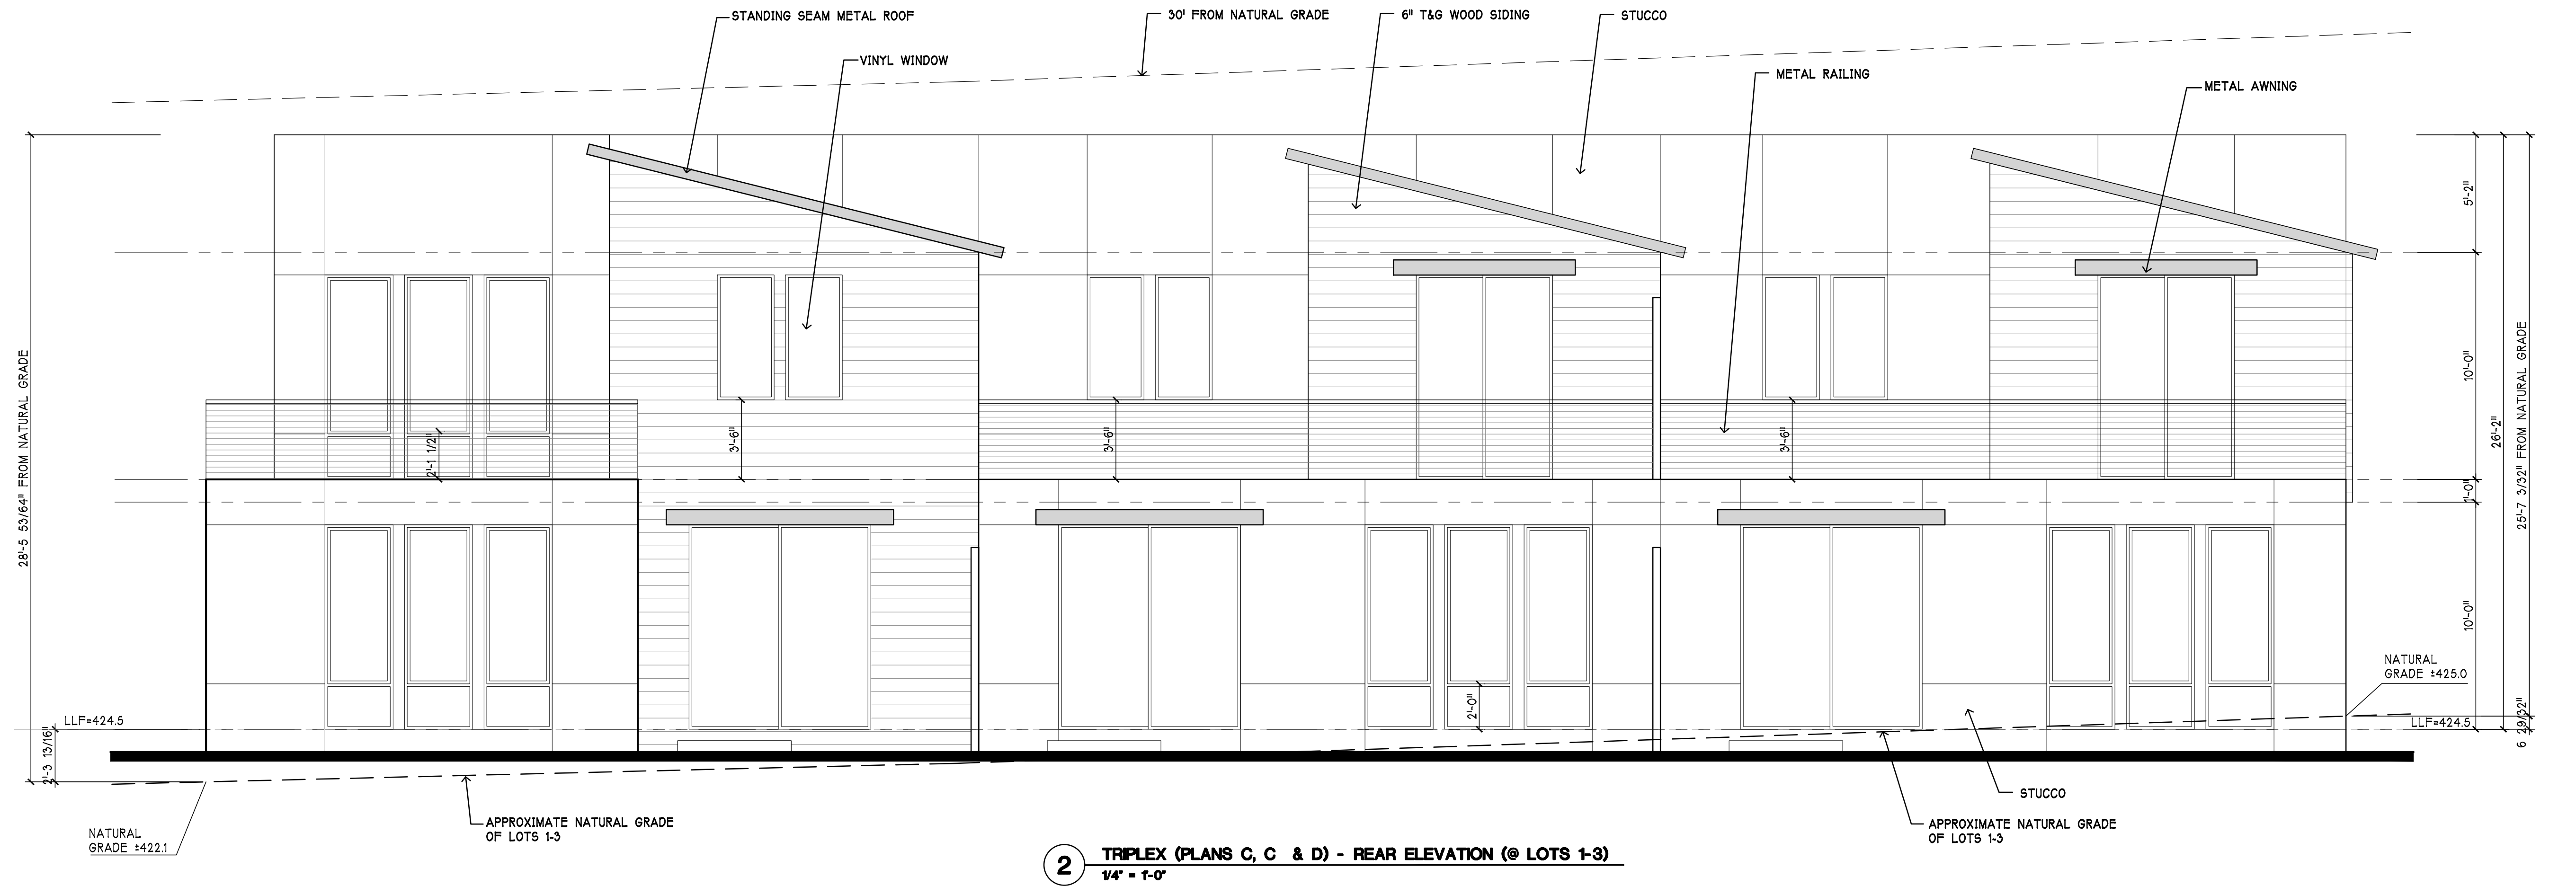 STANDING SEAM METAL ROOF
30' FROM NATURAL GRADE
6" T&G WOOD SIDING
STUCCO
VINYL WINDOW
METAL RAILING
METAL AWNING
5'-2"
10'-0"
1'-0"
10'-0"
26'-2"
25'-7 3/32" FROM NATURAL GRADE
6 29/32"
28'-5 53/64" FROM NATURAL GRADE
2'-3 13/16"
2'-1 1/2"
3'-6"
3'-6"
3'-6"
2'-0"
LLF=424.5
NATURAL
GRADE ±425.0
LLF=424.5
NATURAL
GRADE ±422.1
APPROXIMATE NATURAL GRADE
OF LOTS 1-3
STUCCO
APPROXIMATE NATURAL GRADE
OF LOTS 1-3
2
TRIPLEX (PLANS C, C & D) - REAR ELEVATION (@ LOTS 1-3)
1/4" = 1'-0"